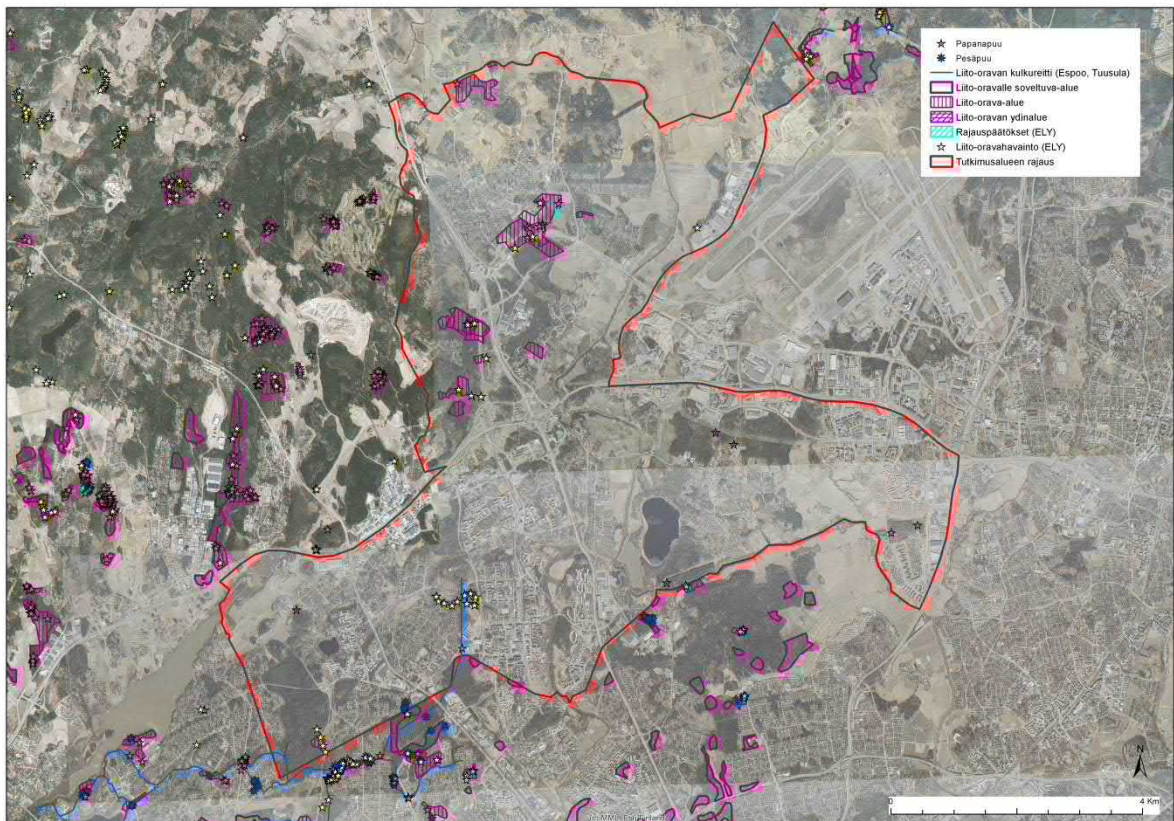 Papanapuu
Pesäpuu
Liito-oravan kulkureitti (Espoo, Tuusula)
Liito-oravalle soveltuva-alue
Liito-orava-alue
Liito-oravan ydinalue
Rajauspäätökset (ELY)
Liito-oravahavainto (ELY)
Tutkimusalueen rajaus
N
0 4 Km